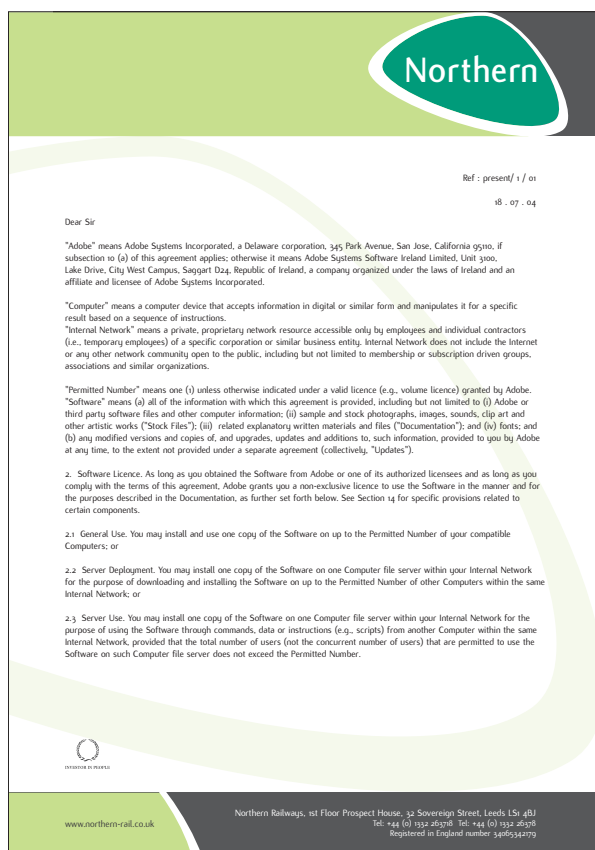 Northern
Ref : present/ 1 / 01
18 . 07 . 04
Dear Sir
"Adobe" means Adobe Systems Incorporated, a Delaware corporation, 345 Park Avenue, San Jose, California 95110, if
subsection 10 (a) of this agreement applies; otherwise it means Adobe Systems Software Ireland Limited, Unit 3100,
Lake Drive, City West Campus, Saggart D24, Republic of Ireland, a company organized under the laws of Ireland and an
affiliate and licensee of Adobe Systems Incorporated.
"Computer" means a computer device that accepts information in digital or similar form and manipulates it for a specific
result based on a sequence of instructions.
"Internal Network" means a private, proprietary network resource accessible only by employees and individual contractors
(i.e., temporary employees) of a specific corporation or similar business entity. Internal Network does not include the Internet
or any other network community open to the public, including but not limited to membership or subscription driven groups,
associations and similar organizations.
"Permitted Number" means one (1) unless otherwise indicated under a valid licence (e.g., volume licence) granted by Adobe.
"Software" means (a) all of the information with which this agreement is provided, including but not limited to (i) Adobe or
third party software files and other computer information; (ii) sample and stock photographs, images, sounds, clip art and
other artistic works ("Stock Files"); (iii) related explanatory written materials and files ("Documentation"); and (iv) fonts; and
(b) any modified versions and copies of, and upgrades, updates and additions to, such information, provided to you by Adobe
at any time, to the extent not provided under a separate agreement (collectively, "Updates").
2. Software Licence. As long as you obtained the Software from Adobe or one of its authorized licensees and as long as you
comply with the terms of this agreement, Adobe grants you a non-exclusive licence to use the Software in the manner and for
the purposes described in the Documentation, as further set forth below. See Section 14 for specific provisions related to
certain components.
2.1 General Use. You may install and use one copy of the Software on up to the Permitted Number of your compatible
Computers; or
2.2 Server Deployment. You may install one copy of the Software on one Computer file server within your Internal Network
for the purpose of downloading and installing the Software on up to the Permitted Number of other Computers within the same
Internal Network; or
2.3 Server Use. You may install one copy of the Software on one Computer file server within your Internal Network for the
purpose of using the Software through commands, data or instructions (e.g., scripts) from another Computer within the same
Internal Network, provided that the total number of users (not the concurrent number of users) that are permitted to use the
Software on such Computer file server does not exceed the Permitted Number.
INVESTOR IN PEOPLE
www.northern-rail.co.uk
Northern Railways, 1st Floor Prospect House, 32 Sovereign Street, Leeds LS1 4BJ
Tel: +44 (0) 1332 263718 Tel: +44 (0) 1332 26378
Registered in England number 34065342179